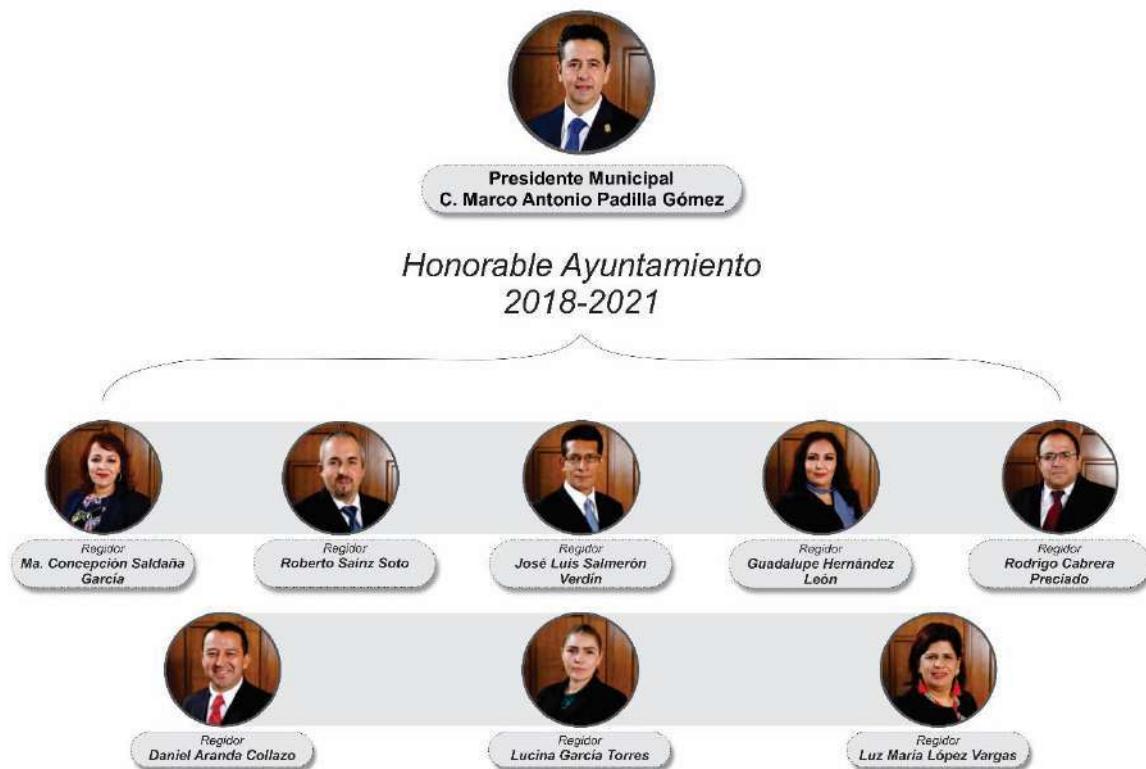 Presidente Municipal
C. Marco Antonio Padilla Gómez
Honorable Ayuntamiento
2018-2021
Regidor
Ma. Concepción Saldaña
García
Regidor
Roberto Sainz Soto
Regidor
José Luis Salmerón
Verdín
Regidor
Guadalupe Hernández
León
Regidor
Rodrigo Cabrera
Preciado
Regidor
Daniel Aranda Collazo
Regidor
Lucina García Torres
Regidor
Luz María López Vargas